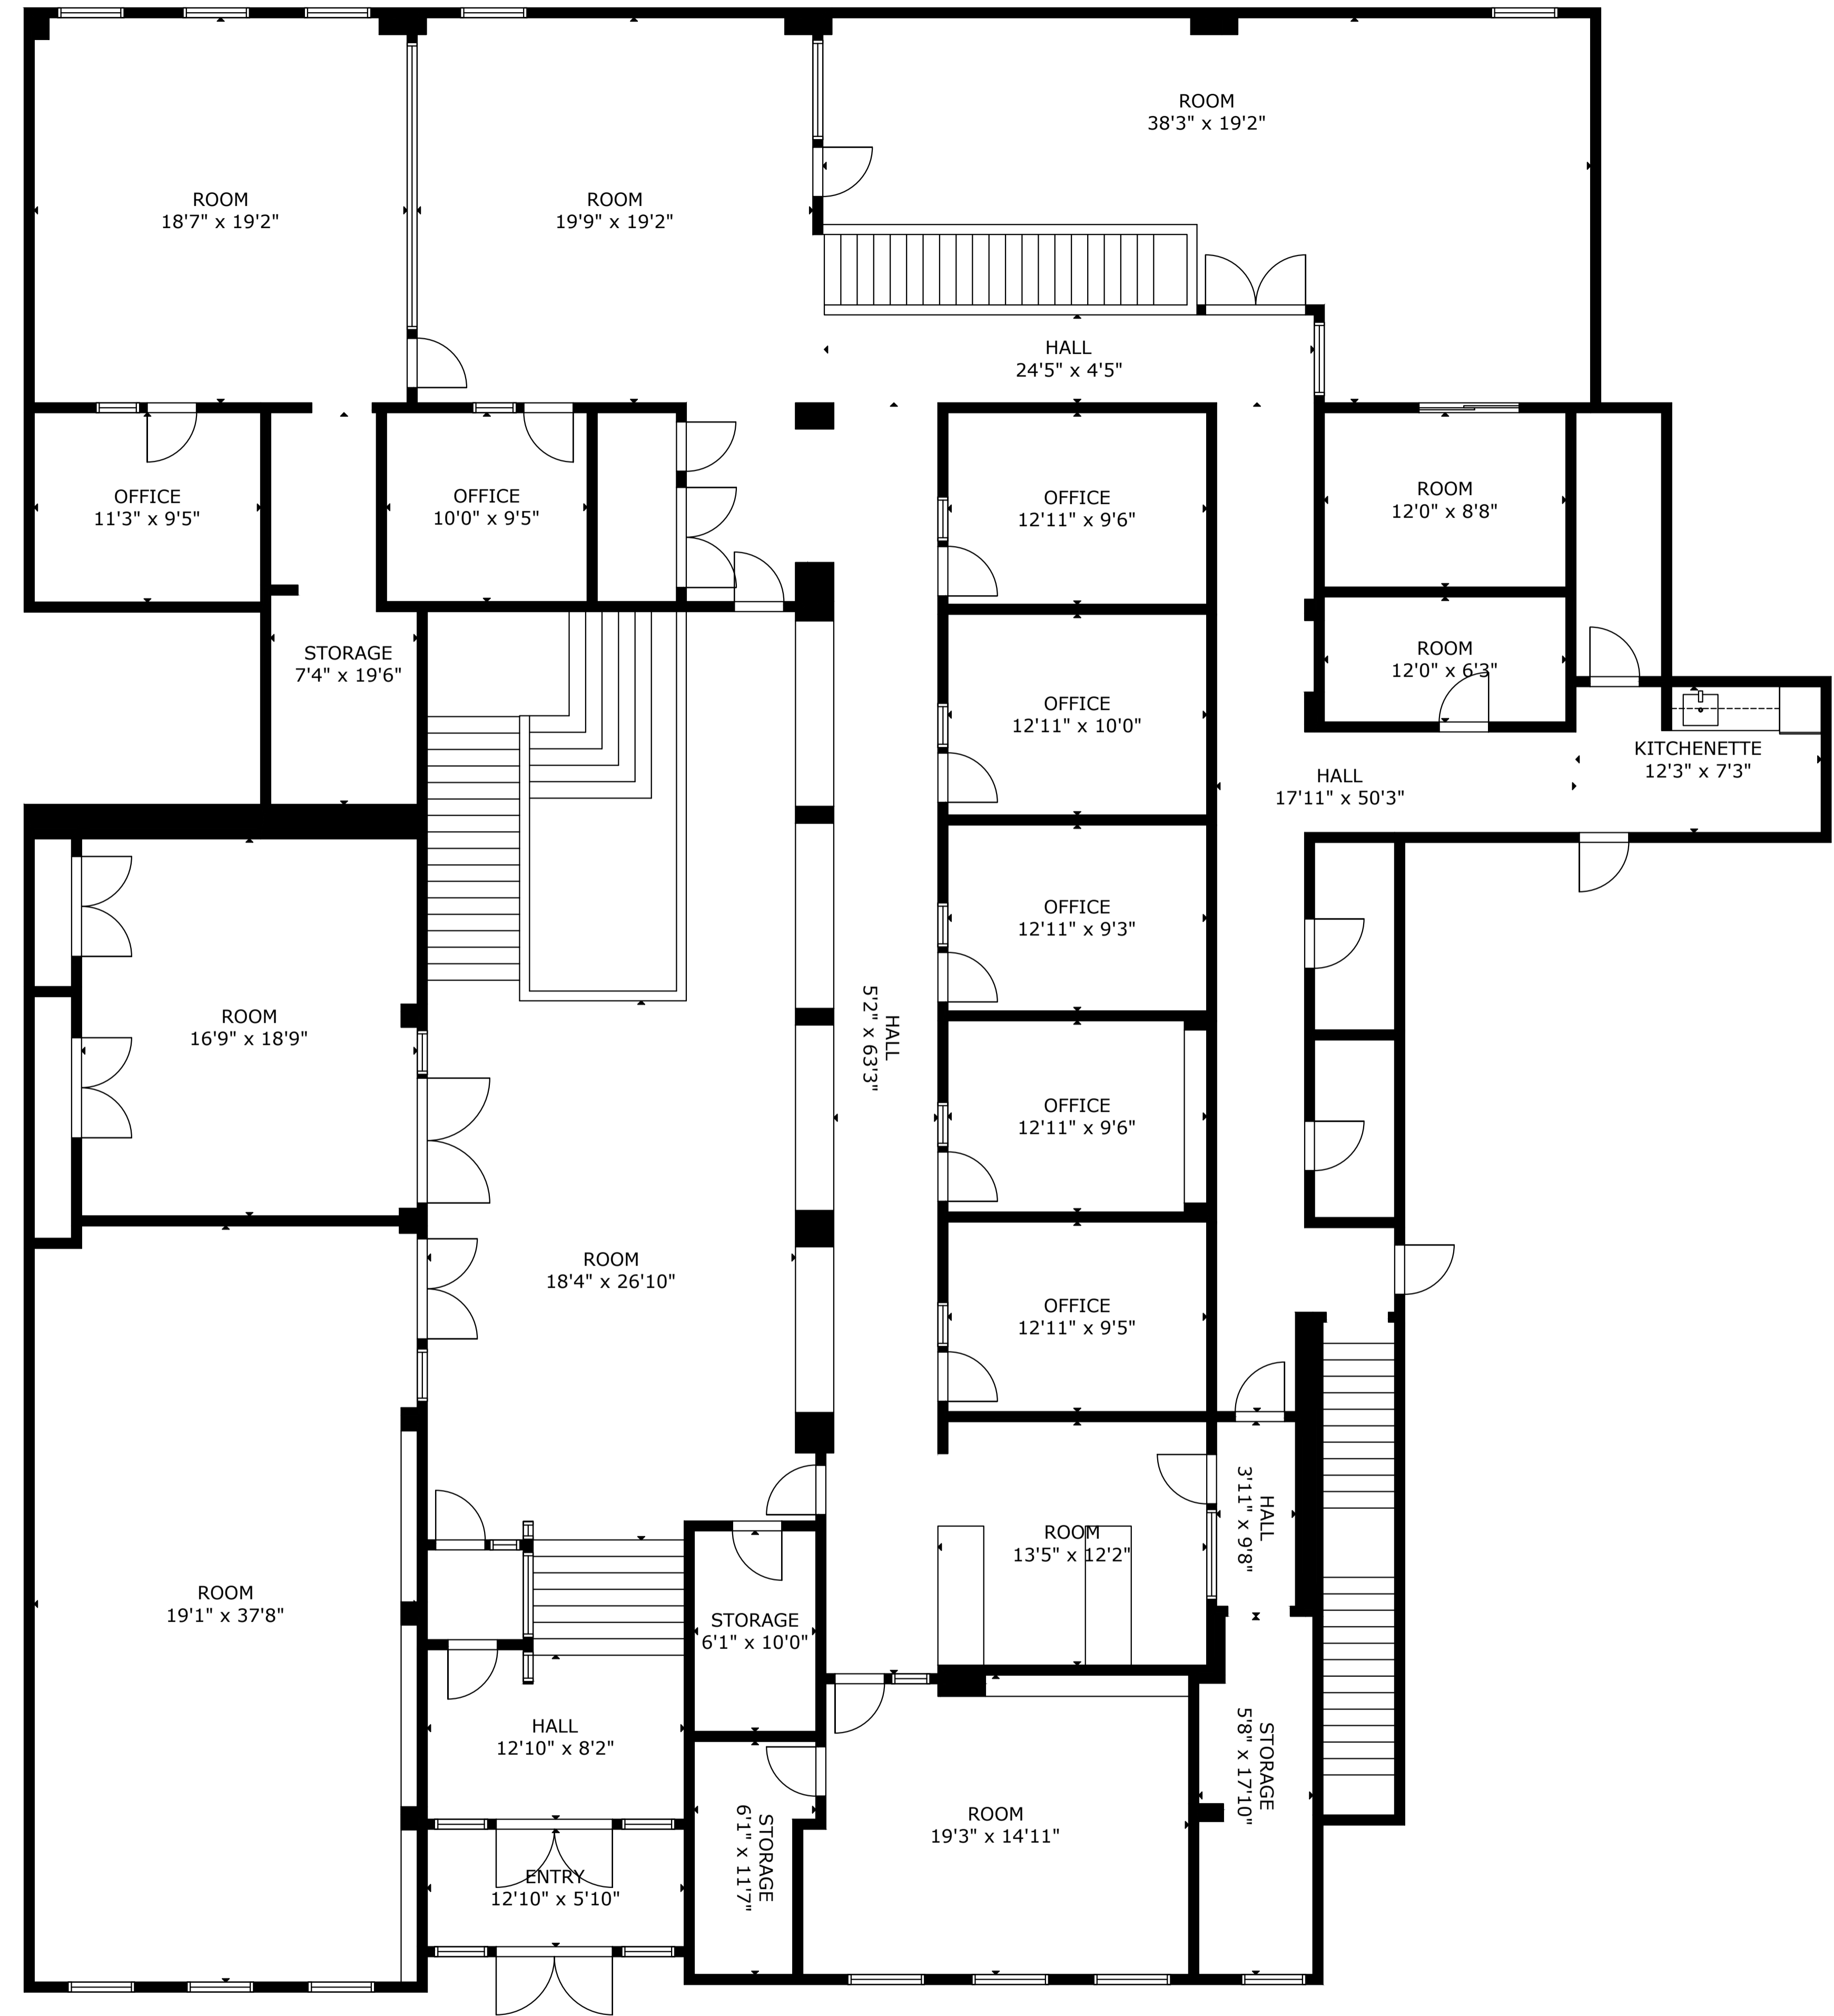 ROOM
38'3" x 19'2"
ROOM
18'7" x 19'2"
ROOM
19'9" x 19'2"
HALL
24'5" x 4'5"
OFFICE
11'3" x 9'5"
OFFICE
10'0" x 9'5"
OFFICE
12'11" x 9'6"
ROOM
12'0" x 8'8"
STORAGE
7'4" x 19'6"
ROOM
12'0" x 6'3"
OFFICE
12'11" x 10'0"
KITCHENETTE
12'3" x 7'3"
HALL
17'11" x 50'3"
OFFICE
12'11" x 9'3"
ROOM
16'9" x 18'9"
HALL
5'2" x 63'3"
OFFICE
12'11" x 9'6"
ROOM
18'4" x 26'10"
OFFICE
12'11" x 9'5"
ROOM
13'5" x 12'2"
HALL
3'11" x 9'8"
ROOM
19'1" x 37'8"
STORAGE
6'1" x 10'0"
HALL
12'10" x 8'2"
STORAGE
5'8" x 17'10"
ROOM
19'3" x 14'11"
STORAGE
6'1" x 11'7"
ENTRY
12'10" x 5'10"